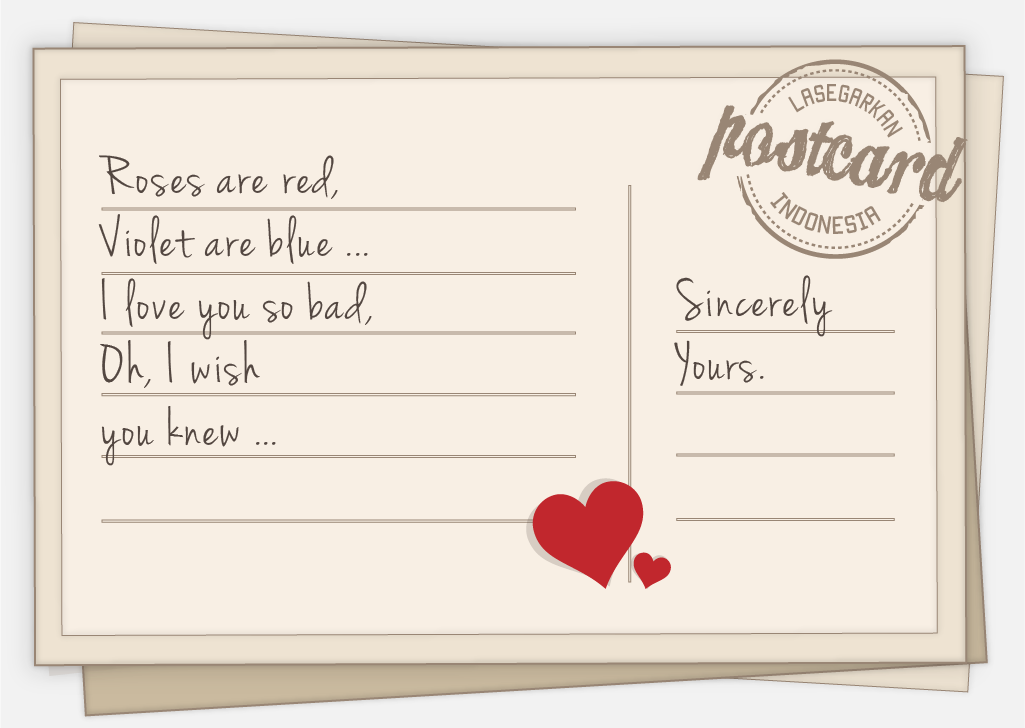 Roses are red,
Violet are blue ...
I love you so bad,
Oh, I wish
you knew ...
LASEGARKAN
postcard
INDONESIA
Sincerely
Yours.